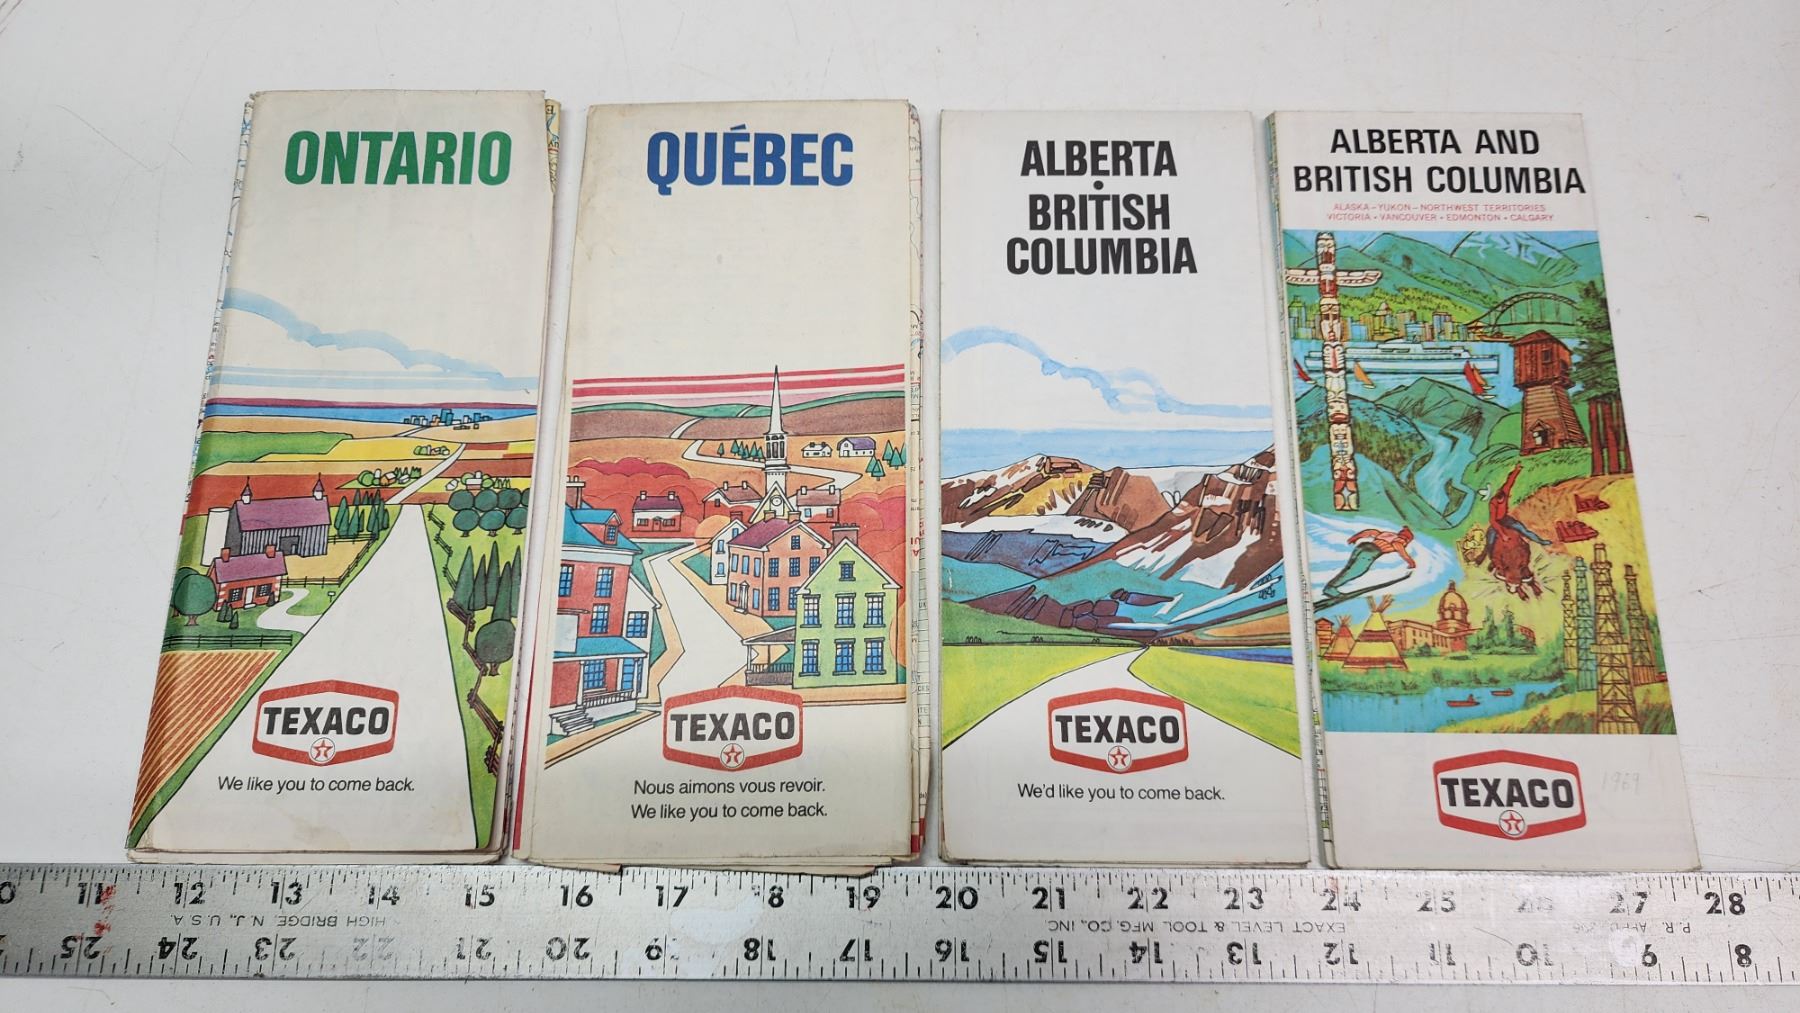 ONTARIO
TEXACO
We like you to come back.
QUÉBEC
TEXACO
Nous aimons vous revoir.
We like you to come back.
ALBERTA
•
BRITISH
COLUMBIA
TEXACO
We'd like you to come back.
ALBERTA AND
BRITISH COLUMBIA
ALASKA - YUKON - NORTHWEST TERRITORIES
VICTORIA • VANCOUVER • EDMONTON • CALGARY
TEXACO
1969
0 11 12 13 14 15 16 17 18 19 20 21 22 23 24 25 26 27 28
HIGH BRIDGE, N.J., U.S.A.
EXACT LEVEL & TOOL MFG. CO., INC.
25 24 23 22 21 20 19 18 17 16 15 14 13 12 11 10 9 8